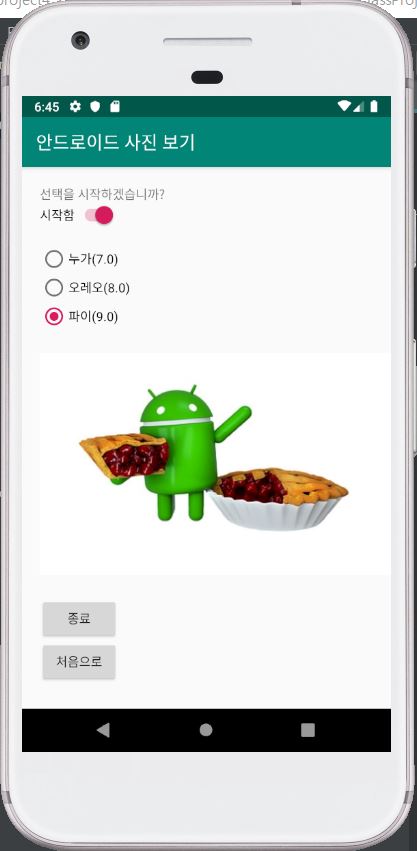 6:45
안드로이드 사진 보기
선택을 시작하겠습니까?
시작함
누가(7.0)
오레오(8.0)
파이(9.0)
종료
처음으로